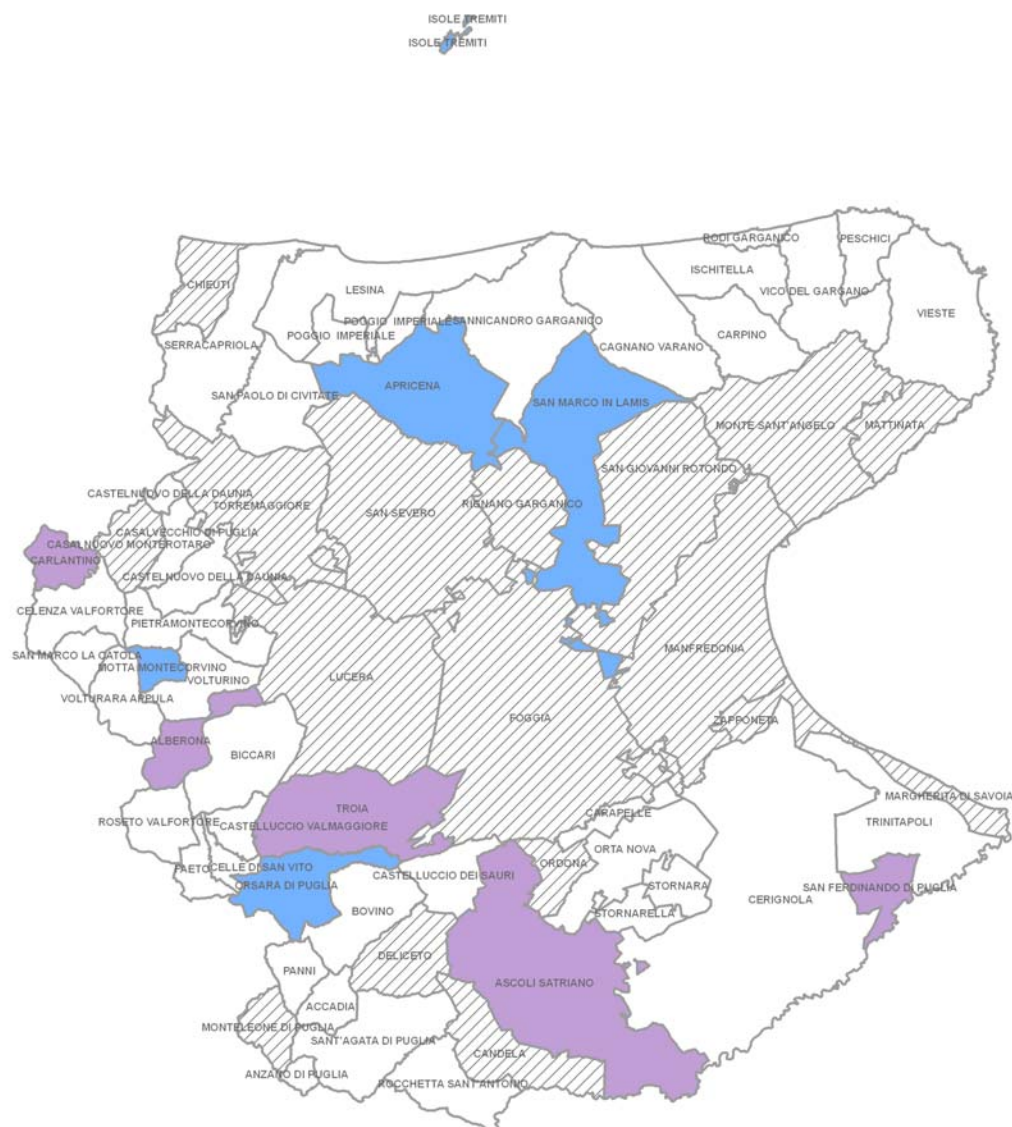 ISOLE TREMITI
ISOLE TREMITI
RODI GARGANICO
PESCHICI
ISCHITELLA
CHIEUTI
LESINA
VICO DEL GARGANO
VIESTE
POGGIO IMPERIALE
SANNICANDRO GARGANICO
POGGIO IMPERIALE
CARPINO
SERRACAPRIOLA
CAGNANO VARANO
APRICENA
SAN PAOLO DI CIVITATE
SAN MARCO IN LAMIS
MONTE SANT'ANGELO
MATTINATA
SAN GIOVANNI ROTONDO
CASTELNUOVO DELLA DAUNIA
TORREMAGGIORE
RIGNANO GARGANICO
SAN SEVERO
CASALVECCHIO DI PUGLIA
CASALNUOVO MONTEROTARO
CARLANTINO
CASTELNUOVO DELLA DAUNIA
CELENZA VALFORTORE
PIETRAMONTECORVINO
SAN MARCO LA CATOLA
MOTTA MONTECORVINO
MANFREDONIA
LUCERA
VOLTURINO
VOLTURARA APPULA
FOGGIA
ZAPPONETA
ALBERONA
BICCARI
MARGHERITA DI SAVOIA
TROIA
CARAPELLE
ROSETO VALFORTORE
CASTELLUCCIO VALMAGGIORE
TRINITAPOLI
ORTA NOVA
ORDONA
FAETO
CELLE DI SAN VITO
CASTELLUCCIO DEI SAURI
ORSARA DI PUGLIA
STORNARA
SAN FERDINANDO DI PUGLIA
CERIGNOLA
BOVINO
STORNARELLA
DELICETO
PANNI
ASCOLI SATRIANO
ACCADIA
MONTELEONE DI PUGLIA
SANT'AGATA DI PUGLIA
CANDELA
ANZANO DI PUGLIA
ROCCHETTA SANT'ANTONIO